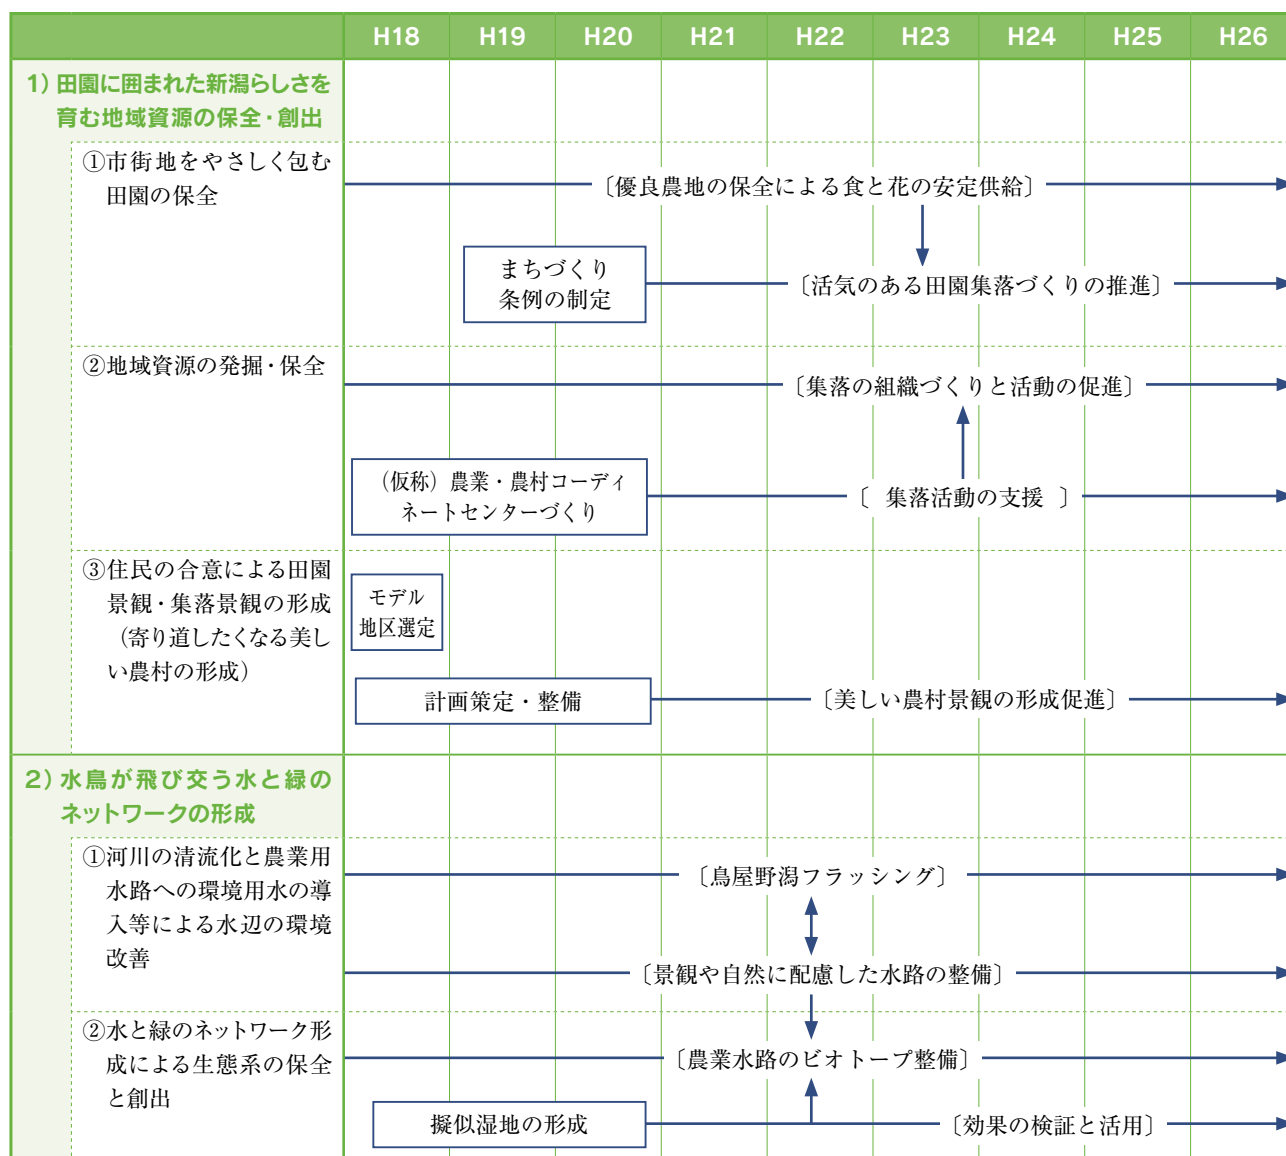 H18 H19 H20 H21 H22 H23 H24 H25 H26
1）田園に囲まれた新潟らしさを
育む地域資源の保全・創出
①市街地をやさしく包む
田園の保全
〔優良農地の保全による食と花の安定供給〕
まちづくり
条例の制定
〔活気のある田園集落づくりの推進〕
②地域資源の発掘・保全
〔集落の組織づくりと活動の促進〕
（仮称）農業・農村コーディ
ネートセンターづくり
〔 集落活動の支援 〕
③住民の合意による田園
景観・集落景観の形成
（寄り道したくなる美し
い農村の形成）
モデル
地区選定
計画策定・整備
〔美しい農村景観の形成促進〕
2）水鳥が飛び交う水と緑の
ネットワークの形成
①河川の清流化と農業用
水路への環境用水の導
入等による水辺の環境
改善
〔鳥屋野潟フラッシング〕
〔景観や自然に配慮した水路の整備〕
②水と緑のネットワーク形
成による生態系の保全
と創出
〔農業水路のビオトープ整備〕
擬似湿地の形成
〔効果の検証と活用〕